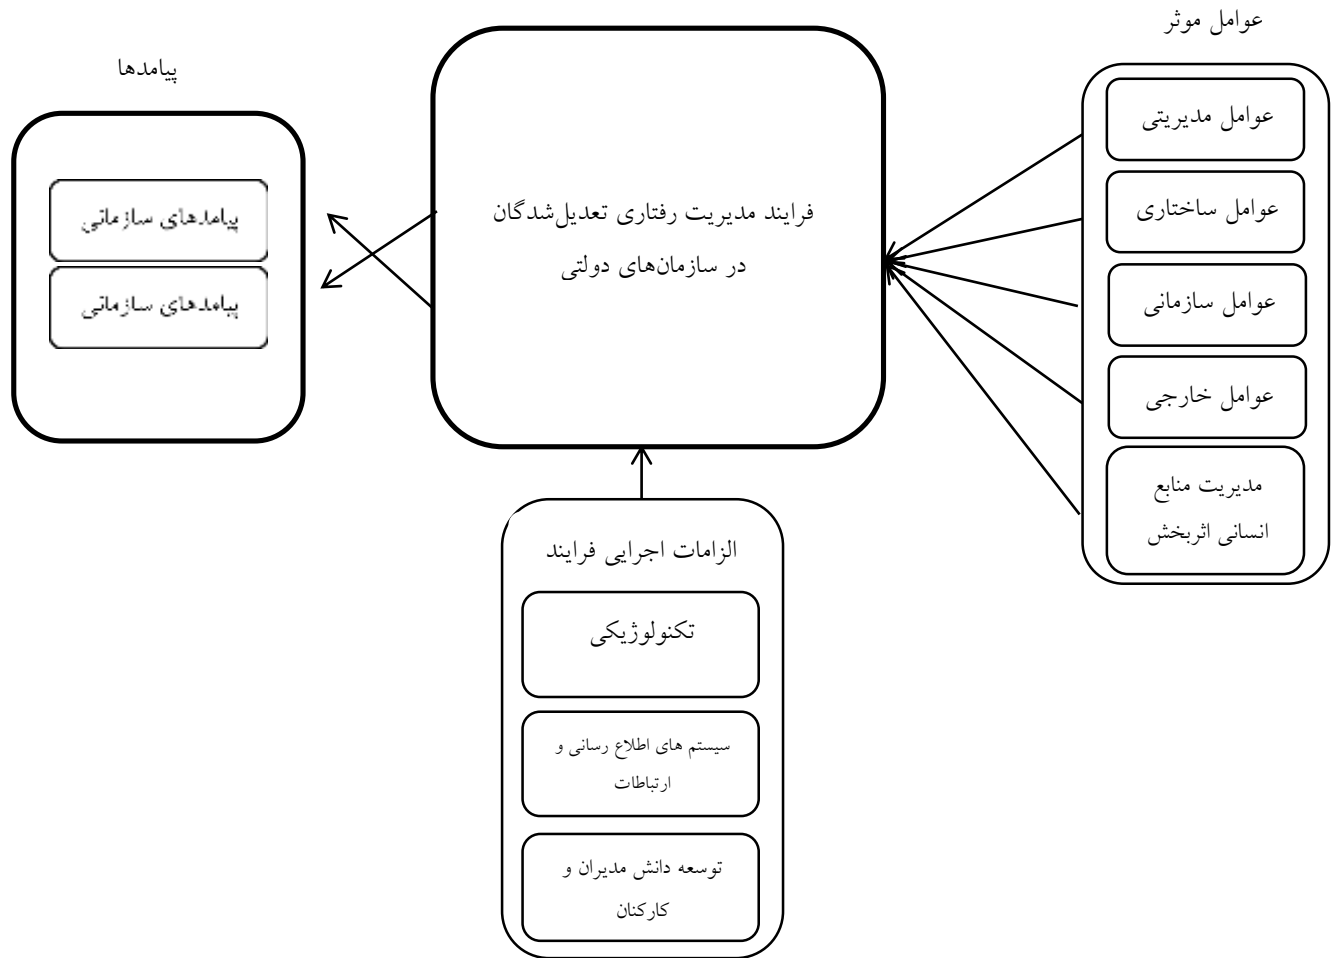 عوامل موثر
عوامل مدیریتی
عوامل ساختاری
عوامل سازمانی
عوامل خارجی
مدیریت منابع
انسانی اثربخش
فرایند مدیریت رفتاری تعدیل‌شدگان
در سازمان‌های دولتی
الزامات اجرایی فرایند
تکنولوژیکی
سیستم های اطلاع رسانی و
ارتباطات
توسعه دانش مدیران و
کارکنان
پیامدها
پیامدهای سازمانی
پیامدهای سازمانی